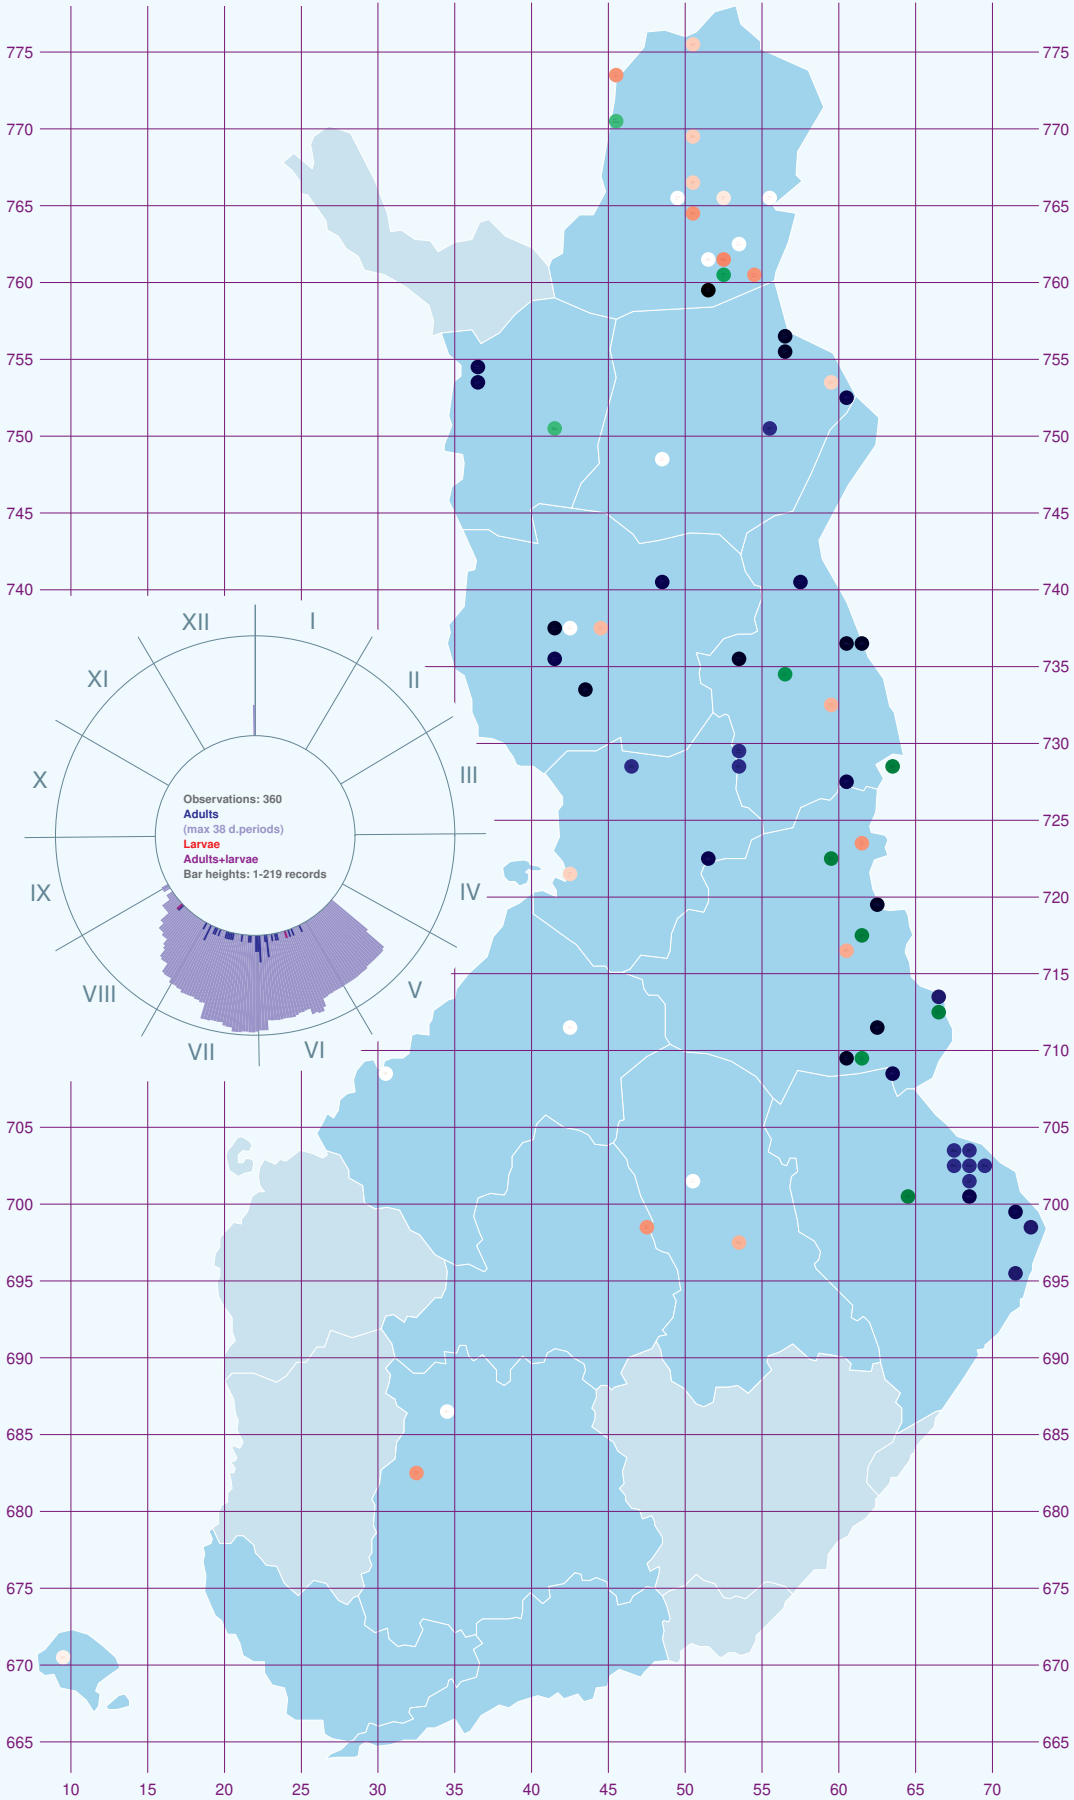 775 775
770 770
765 765
760 760
755 755
750 750
745 745
740 740
XII I
XI II
735 735
730 730
X III
Observations: 360
Adults
725 725
(max 38 d.periods)
Larvae
Adults+larvae
Bar heights: 1-219 records
IX IV
720 720
715 715
VIII V
VII VI
710 710
705 705
700 700
695 695
690 690
685 685
680 680
675 675
670 670
665 665
10 15 20 25 30 35 40 45 50 55 60 65 70